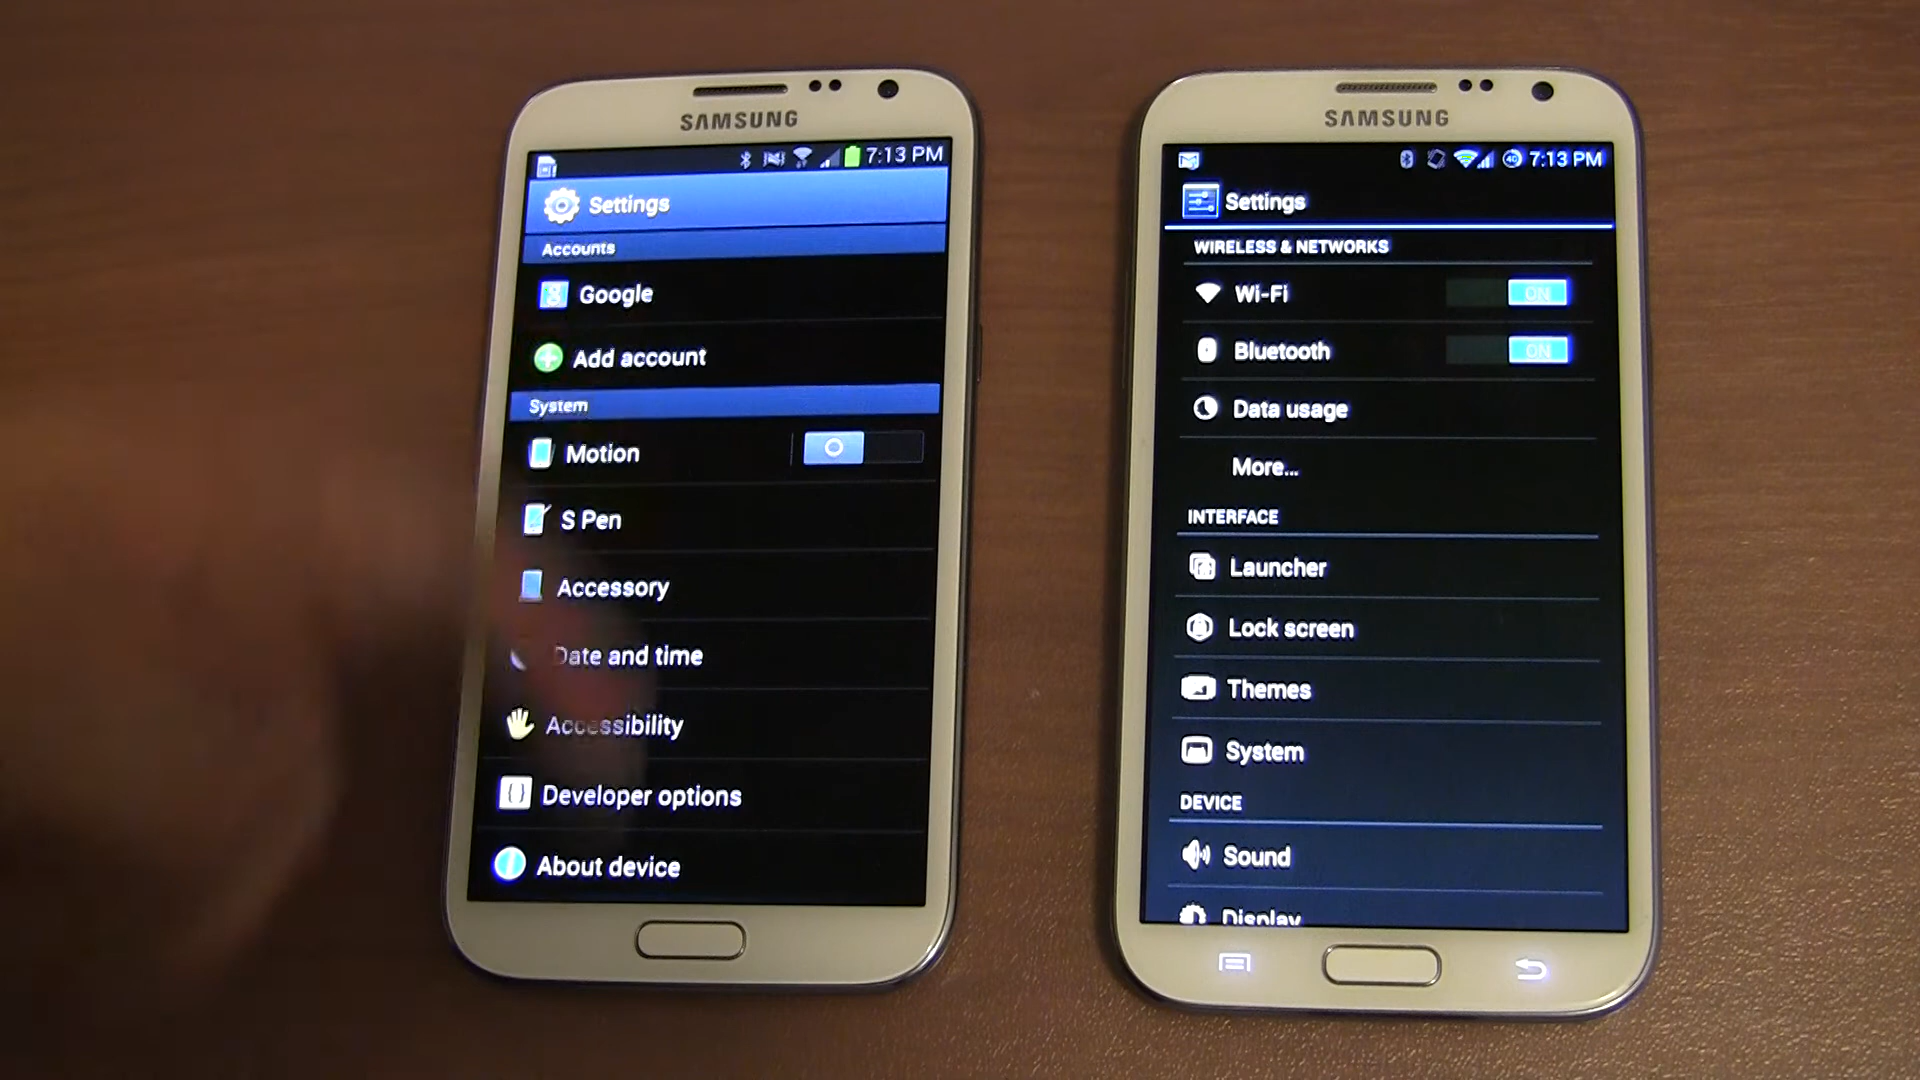 SAMSUNG
7:13 PM
Settings
Accounts
Google
Add account
System
Motion
S Pen
Accessory
Date and time
Accessibility
Developer options
About device
SAMSUNG
40 7:13 PM
Settings
WIRELESS & NETWORKS
Wi-Fi ON
Bluetooth ON
Data usage
More...
INTERFACE
Launcher
Lock screen
Themes
System
DEVICE
Sound
Display